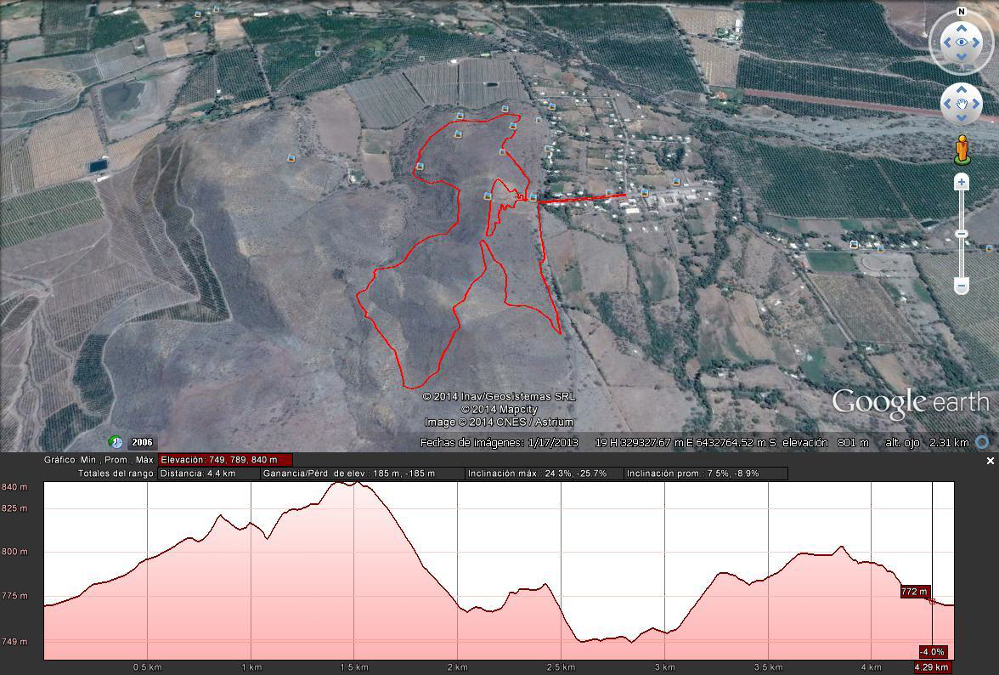 N
© 2014 Inav/Geosistemas SRL
© 2014 Mapcity
Image © 2014 CNES / Astrium
Google earth
2006
Fechas de imágenes: 1/17/2013 19 H 329327.67 m E 6432764.52 m S elevación 801 m alt. ojo 2.31 km
Gráfico: Min., Prom., Máx. Elevación: 749, 789, 840 m
Totales del rango: Distancia: 4.4 km Ganancia/Pérd. de elev.: 185 m, -185 m Inclinación máx.: 24.3%, -25.7% Inclinación prom.: 7.5%, -8.9%
840 m
825 m
800 m
775 m
772 m
749 m
-4.0%
0.5 km 1 km 1.5 km 2 km 2.5 km 3 km 3.5 km 4 km 4.29 km